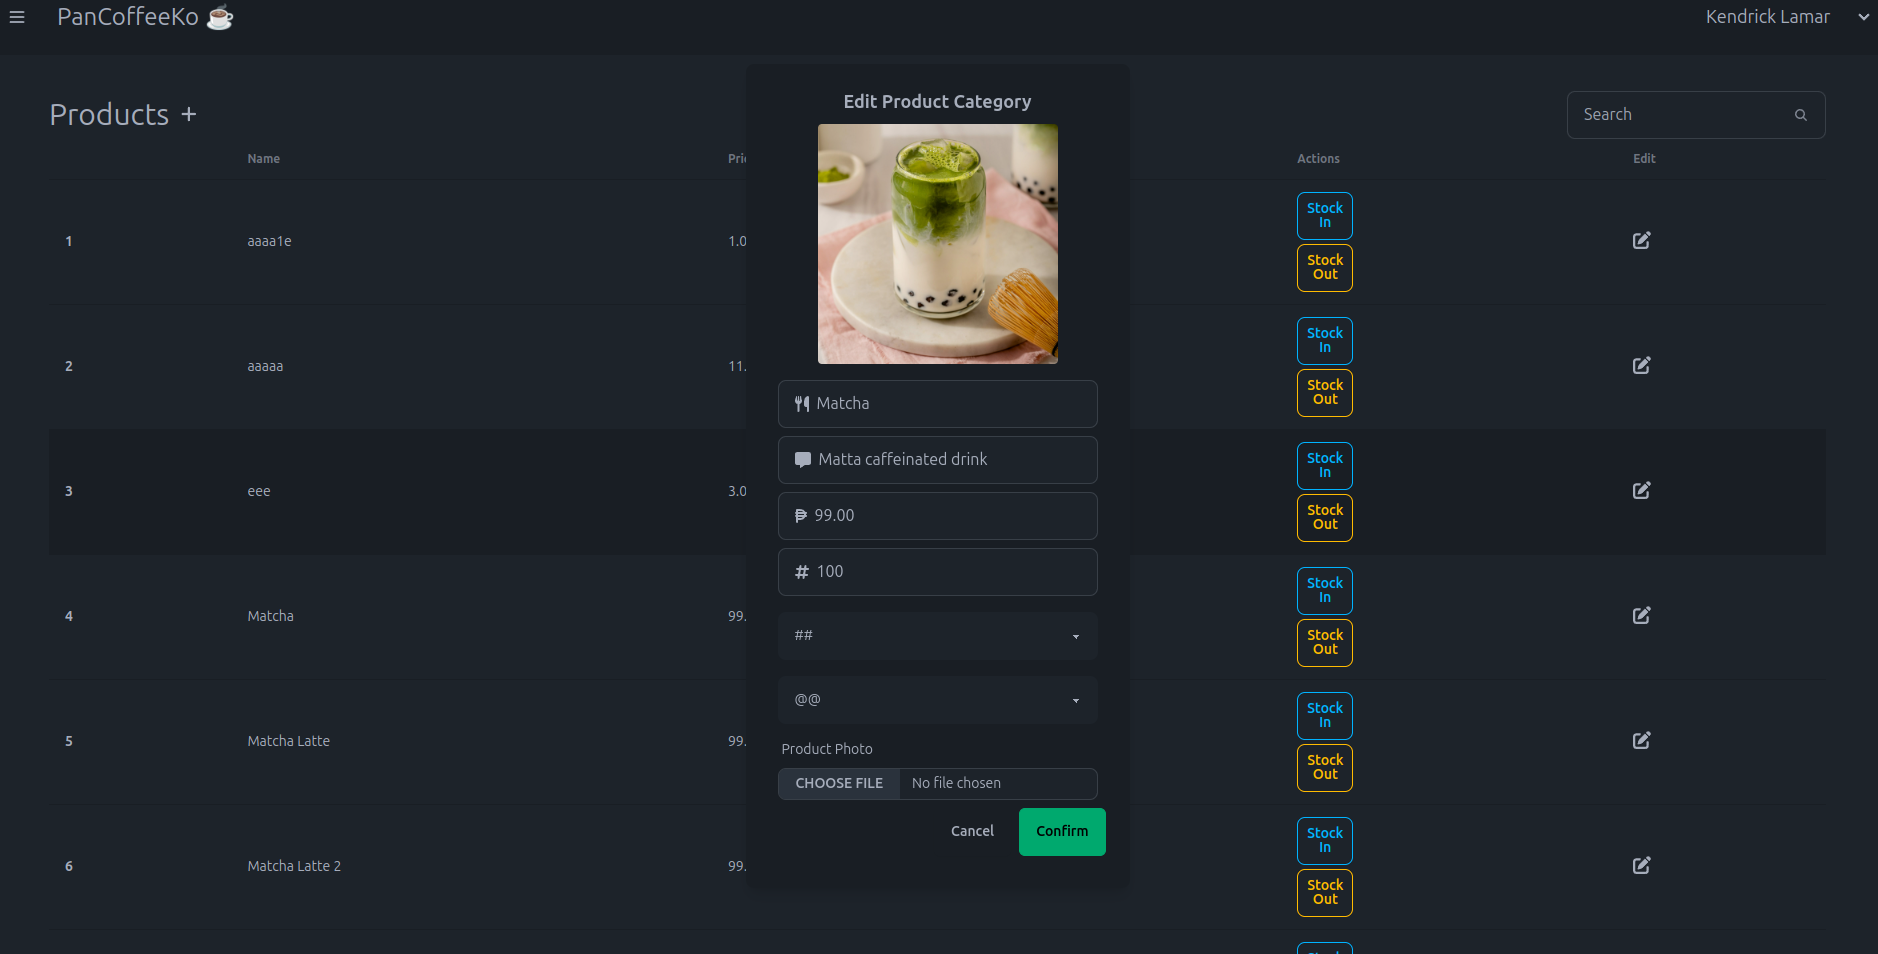 PanCoffeeKo
Kendrick Lamar
Products +
Search
Name
Actions
Edit
1
aaaa1e
1.0
Stock
In
Stock
Out
2
aaaaa
11.
Stock
In
Stock
Out
3
eee
3.0
Stock
In
Stock
Out
4
Matcha
99.
Stock
In
Stock
Out
5
Matcha Latte
99.
Stock
In
Stock
Out
6
Matcha Latte 2
99.
Stock
In
Stock
Out
Edit Product Category
Matcha
Matta caffeinated drink
₱ 99.00
# 100
##
@@
Product Photo
CHOOSE FILE No file chosen
Cancel
Confirm